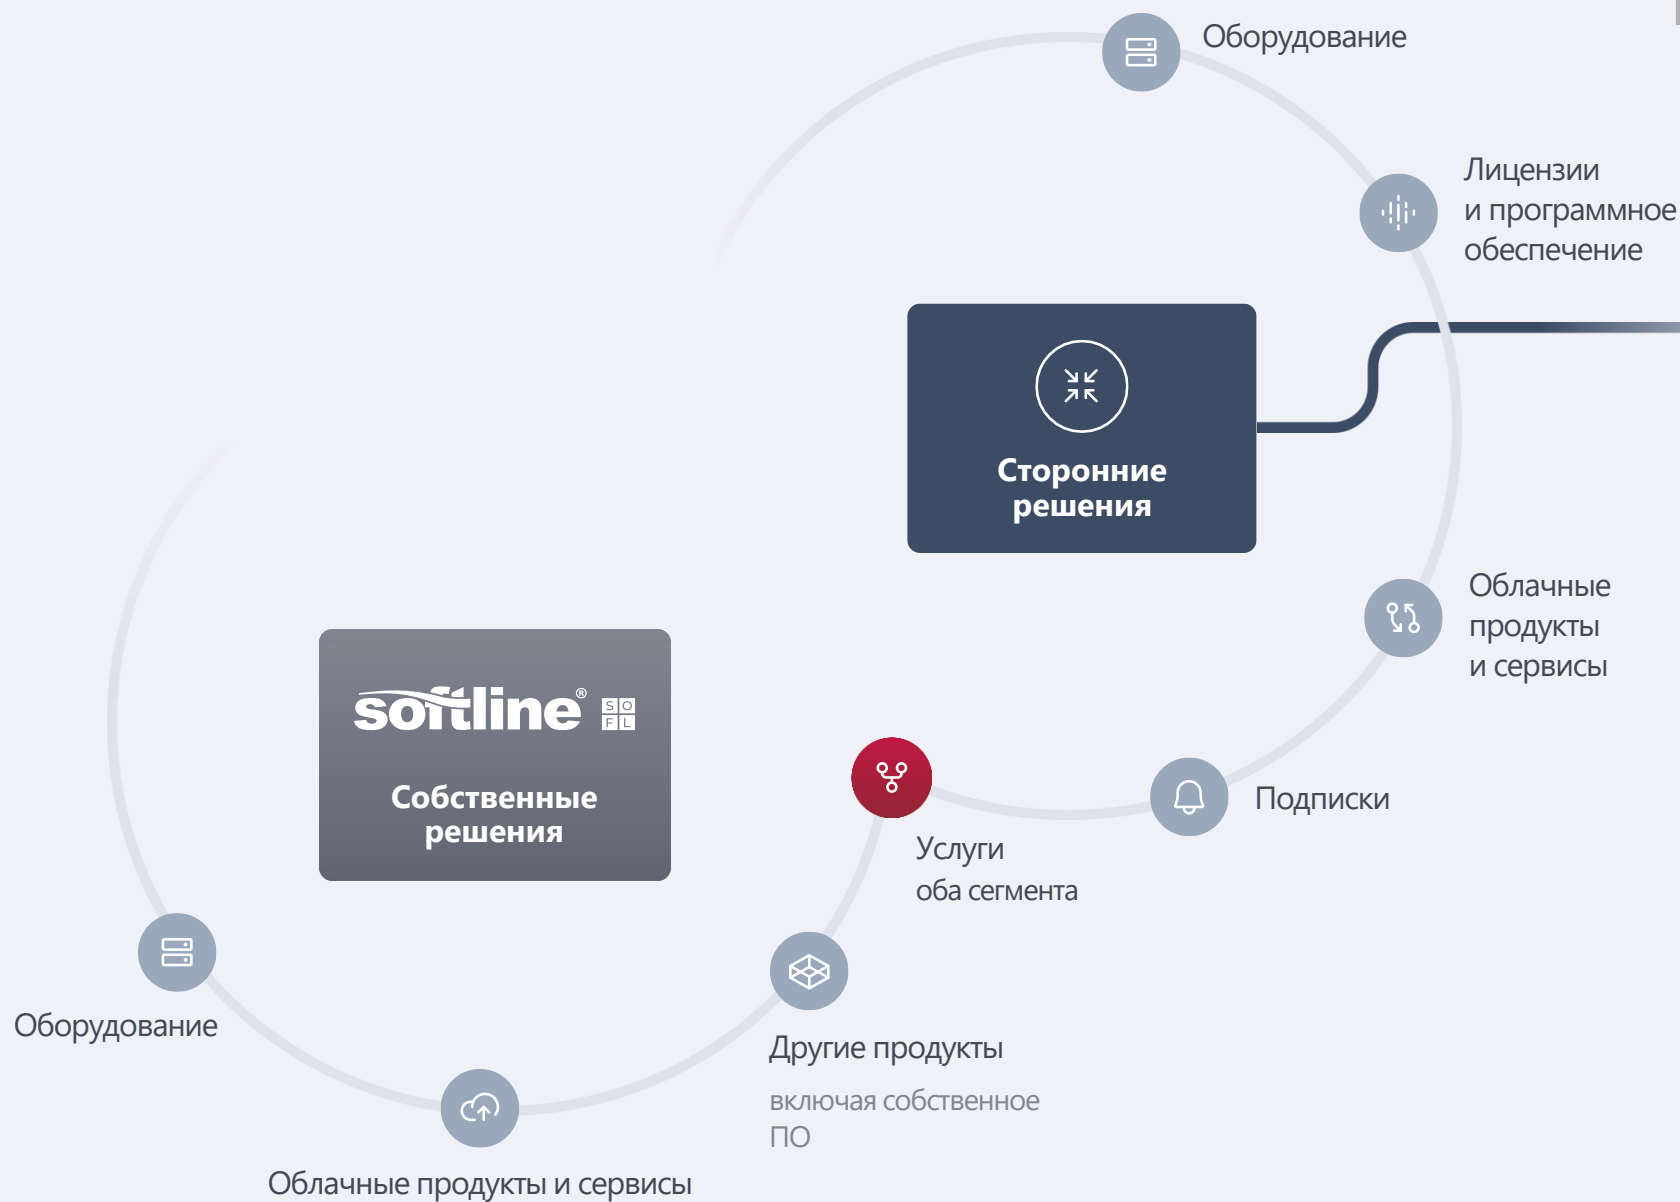 Оборудование
Лицензии
и программное
обеспечение
Сторонние
решения
Облачные
продукты
и сервисы
softline®
S O
F L
Собственные
решения
Подписки
Услуги
оба сегмента
Оборудование
Другие продукты
включая собственное
ПО
Облачные продукты и сервисы